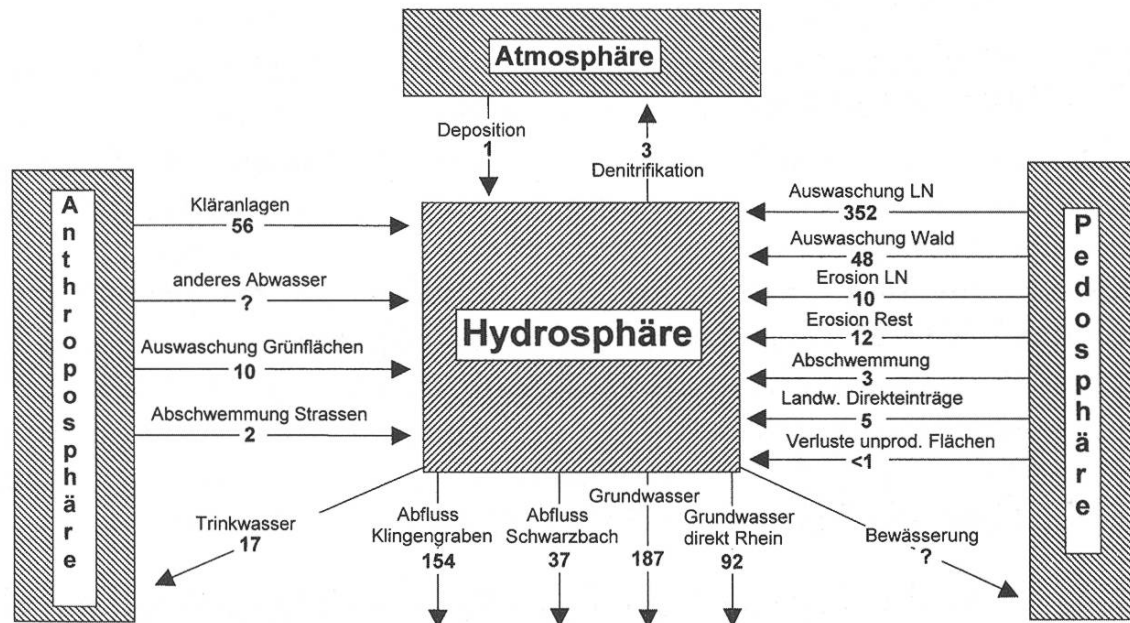 Atmosphäre
Deposition
1
3
Denitrifikation
Anthroposphäre
Kläranlagen
56
anderes Abwasser
?
Auswaschung Grünflächen
10
Abschwemmung Strassen
2
Trinkwasser
17
Hydrosphäre
Auswaschung LN
352
Auswaschung Wald
48
Erosion LN
10
Erosion Rest
12
Abschwemmung
3
Landw. Direkteinträge
5
Verluste unprod. Flächen
<1
Pedosphäre
Abfluss
Klingengraben
154
Abfluss
Schwarzbach
37
Grundwasser
187
Grundwasser
direkt Rhein
92
Bewässerung
?